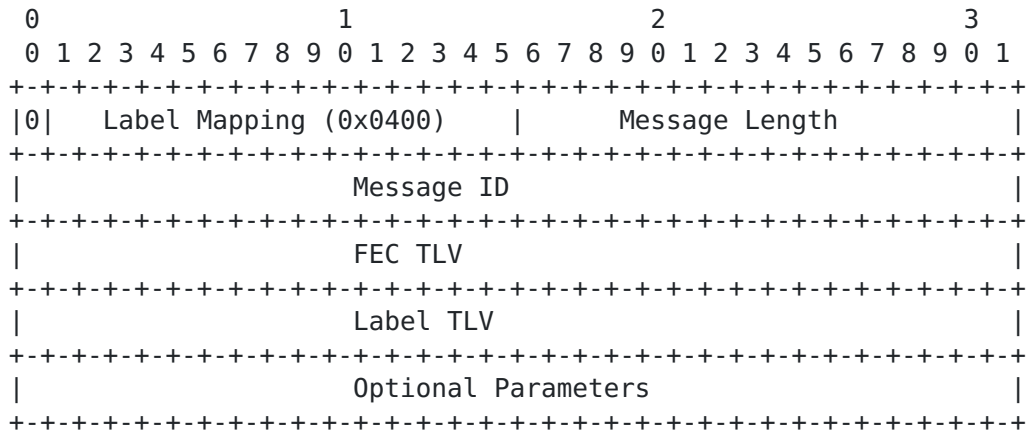 0                   1                   2                   3
 0 1 2 3 4 5 6 7 8 9 0 1 2 3 4 5 6 7 8 9 0 1 2 3 4 5 6 7 8 9 0 1
+-+-+-+-+-+-+-+-+-+-+-+-+-+-+-+-+-+-+-+-+-+-+-+-+-+-+-+-+-+-+-+-+
|0|   Label Mapping (0x0400)    |      Message Length           |
+-+-+-+-+-+-+-+-+-+-+-+-+-+-+-+-+-+-+-+-+-+-+-+-+-+-+-+-+-+-+-+-+
|                     Message ID                                |
+-+-+-+-+-+-+-+-+-+-+-+-+-+-+-+-+-+-+-+-+-+-+-+-+-+-+-+-+-+-+-+-+
|                     FEC TLV                                   |
+-+-+-+-+-+-+-+-+-+-+-+-+-+-+-+-+-+-+-+-+-+-+-+-+-+-+-+-+-+-+-+-+
|                     Label TLV                                 |
+-+-+-+-+-+-+-+-+-+-+-+-+-+-+-+-+-+-+-+-+-+-+-+-+-+-+-+-+-+-+-+-+
|                     Optional Parameters                       |
+-+-+-+-+-+-+-+-+-+-+-+-+-+-+-+-+-+-+-+-+-+-+-+-+-+-+-+-+-+-+-+-+